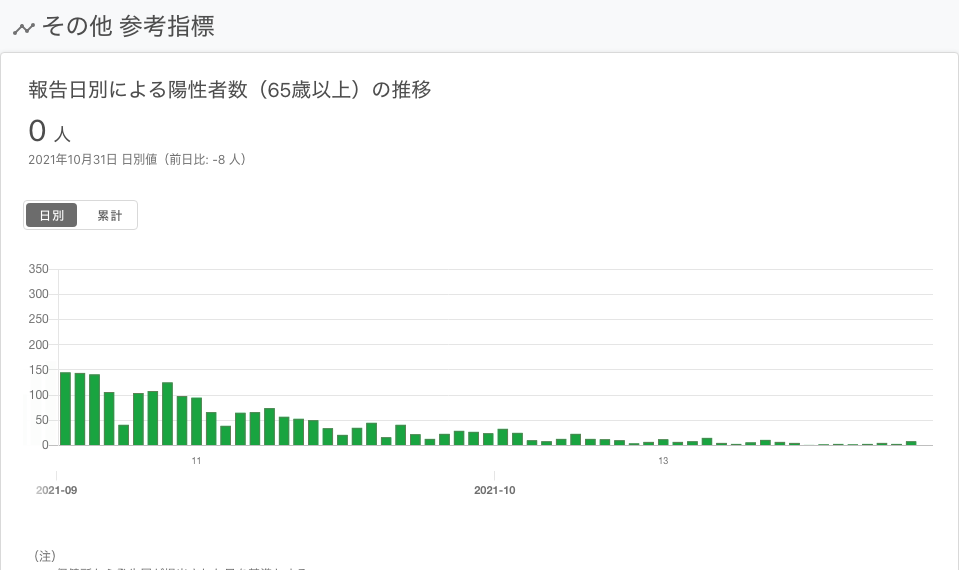 その他 参考指標
報告日別による陽性者数（65歳以上）の推移
0 人
2021年10月31日 日別値（前日比: -8 人）
日別 累計
350
300
250
200
150
100
50
0
11 13
2021-09 2021-10
（注）